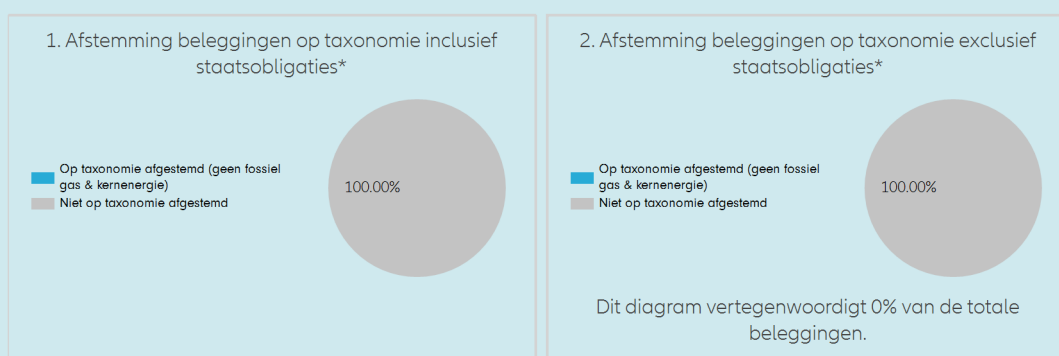 1. Afstemming beleggingen op taxonomie inclusief
staatsobligaties*
Op taxonomie afgestemd (geen fossiel
gas & kernenergie)
Niet op taxonomie afgestemd
100.00%
2. Afstemming beleggingen op taxonomie exclusief
staatsobligaties*
Op taxonomie afgestemd (geen fossiel
gas & kernenergie)
Niet op taxonomie afgestemd
100.00%
Dit diagram vertegenwoordigt 0% van de totale
beleggingen.